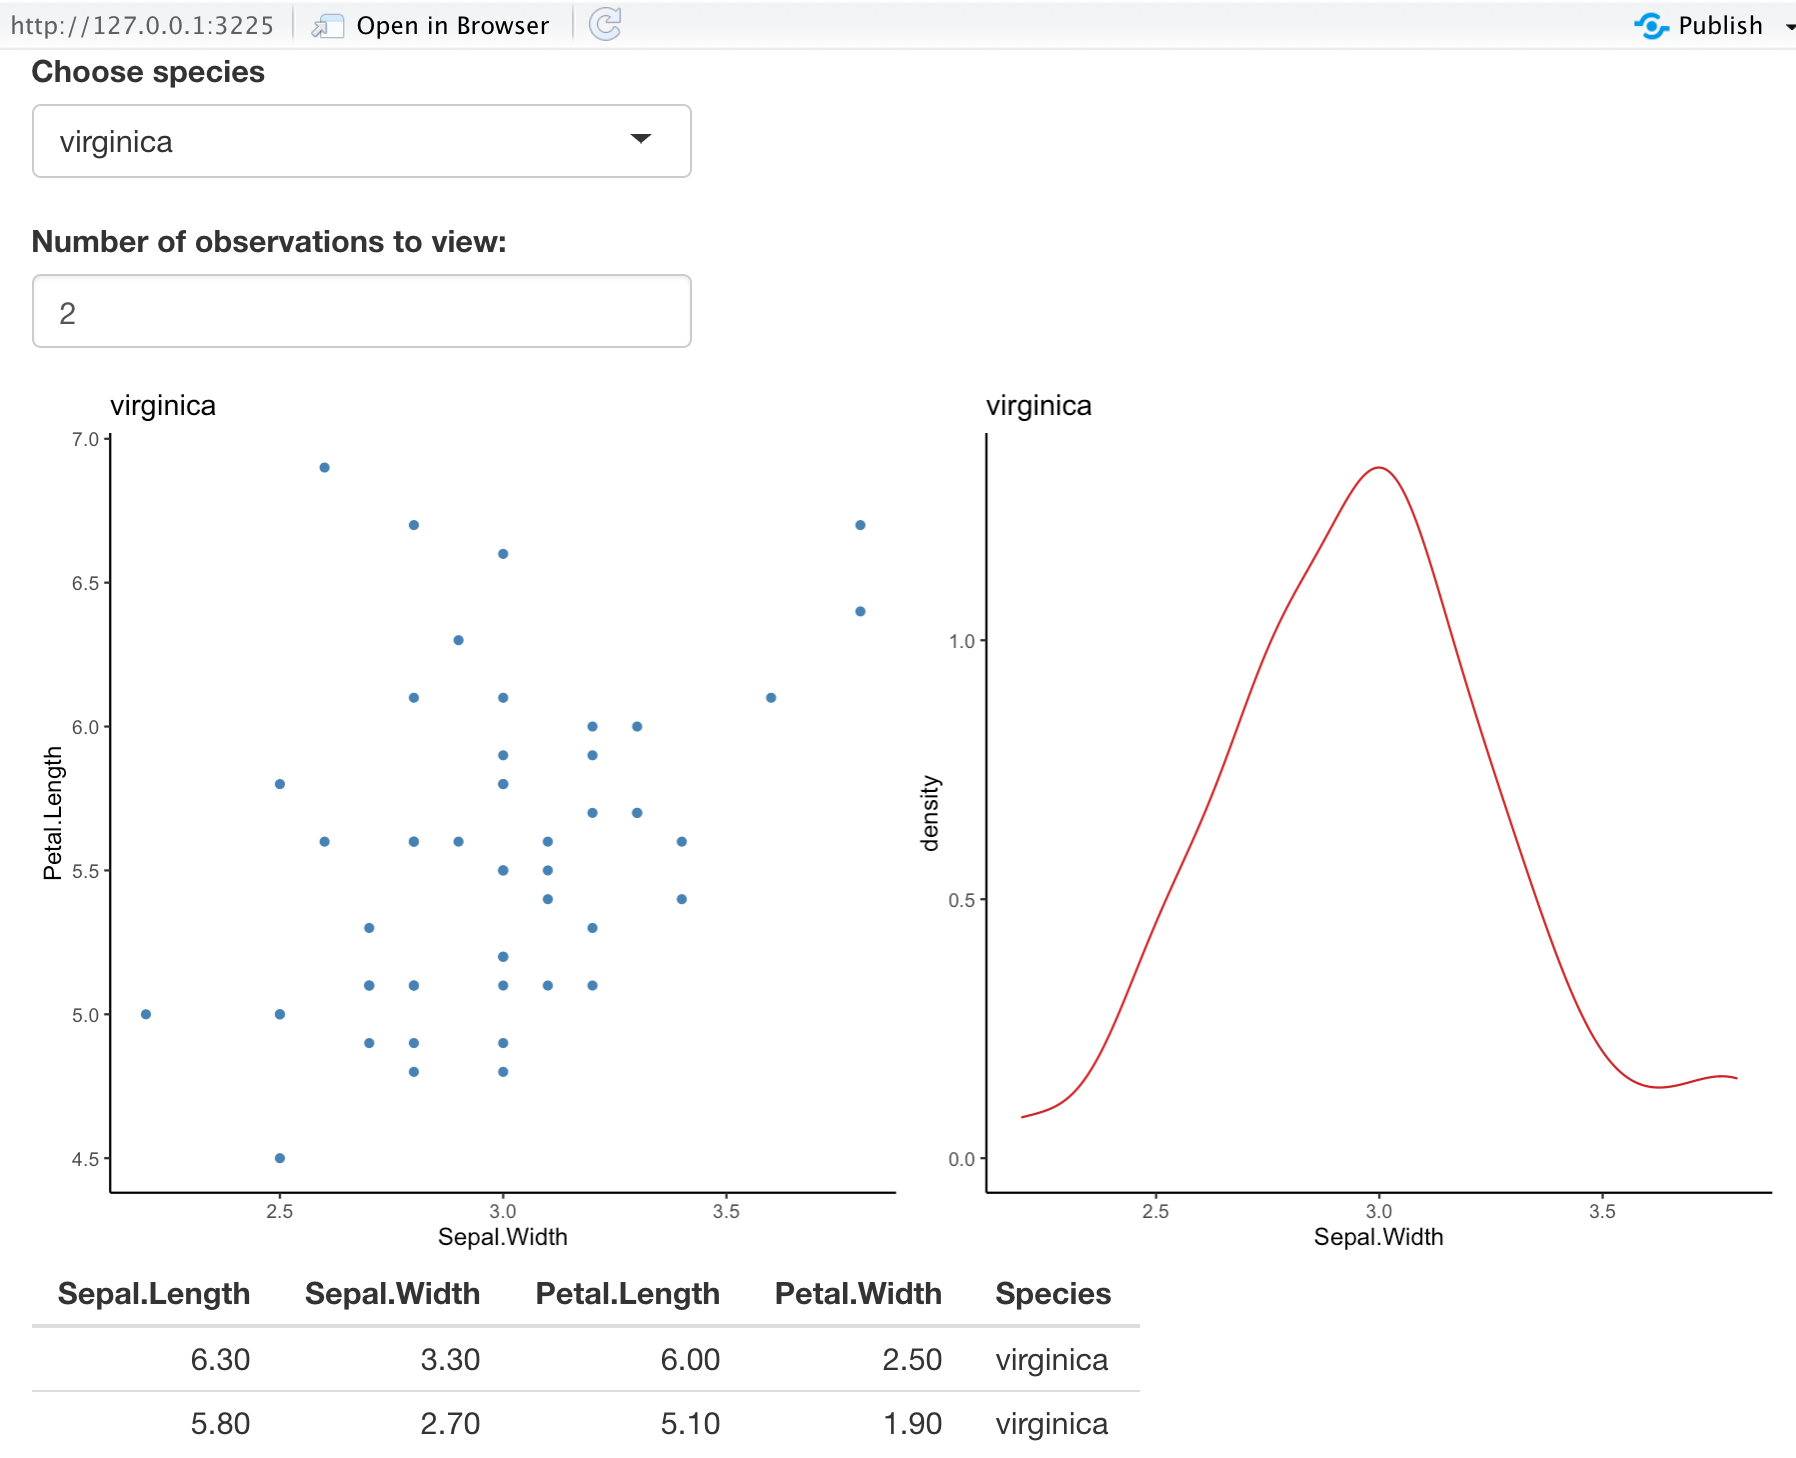 http://127.0.0.1:3225 Open in Browser Publish
Choose species
virginica
Number of observations to view:
2
virginica
7.0
6.5
6.0
5.5
5.0
4.5
Petal.Length
2.5 3.0 3.5
Sepal.Width
virginica
1.0
0.5
0.0
density
2.5 3.0 3.5
Sepal.Width
Sepal.Length Sepal.Width Petal.Length Petal.Width Species
6.30 3.30 6.00 2.50 virginica
5.80 2.70 5.10 1.90 virginica